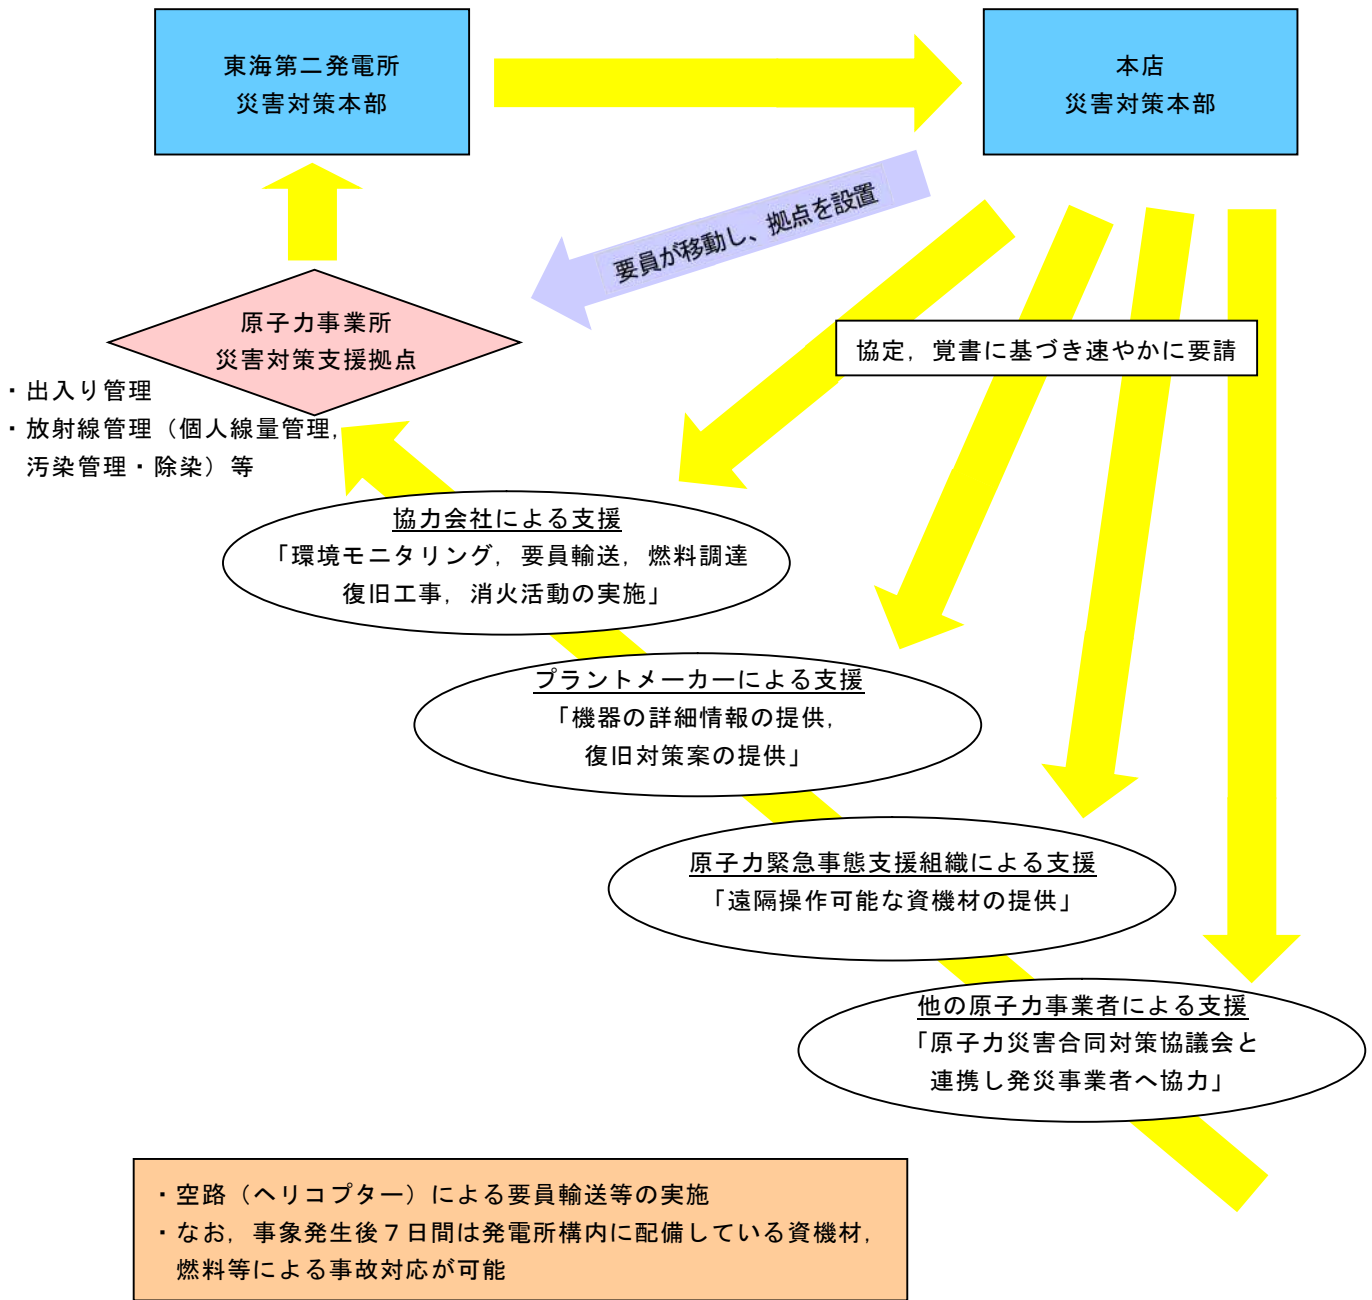 東海第二発電所
災害対策本部
本店
災害対策本部
要員が移動し、拠点を設置
原子力事業所
災害対策支援拠点
協定，覚書に基づき速やかに要請
・出入り管理
・放射線管理（個人線量管理，
汚染管理・除染）等
協力会社による支援
「環境モニタリング，要員輸送，燃料調達
復旧工事，消火活動の実施」
プラントメーカーによる支援
「機器の詳細情報の提供，
復旧対策案の提供」
原子力緊急事態支援組織による支援
「遠隔操作可能な資機材の提供」
他の原子力事業者による支援
「原子力災害合同対策協議会と
連携し発災事業者へ協力」
・空路（ヘリコプター）による要員輸送等の実施
・なお，事象発生後７日間は発電所構内に配備している資機材，
燃料等による事故対応が可能